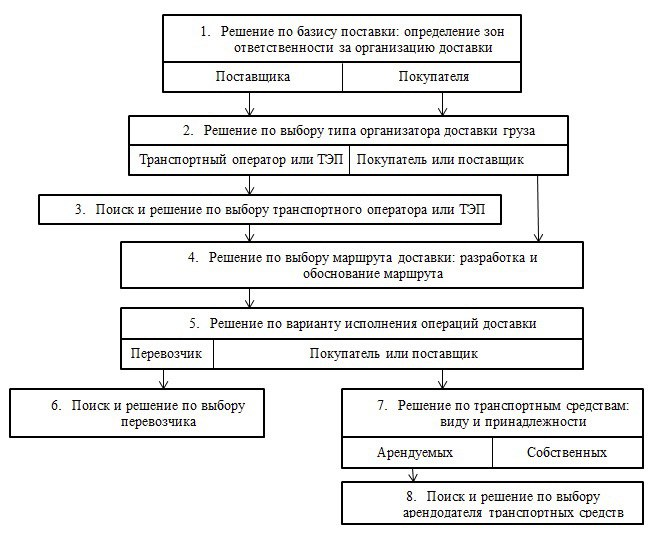 1. Решение по базису поставки: определение зон
ответственности за организацию доставки
Поставщика
Покупателя
2. Решение по выбору типа организатора доставки груза
Транспортный оператор или ТЭП
Покупатель или поставщик
3. Поиск и решение по выбору транспортного оператора или ТЭП
4. Решение по выбору маршрута доставки: разработка и
обоснование маршрута
5. Решение по варианту исполнения операций доставки
Перевозчик
Покупатель или поставщик
6. Поиск и решение по выбору
перевозчика
7. Решение по транспортным средствам:
виду и принадлежности
Арендуемых
Собственных
8. Поиск и решение по выбору
арендодателя транспортных средств